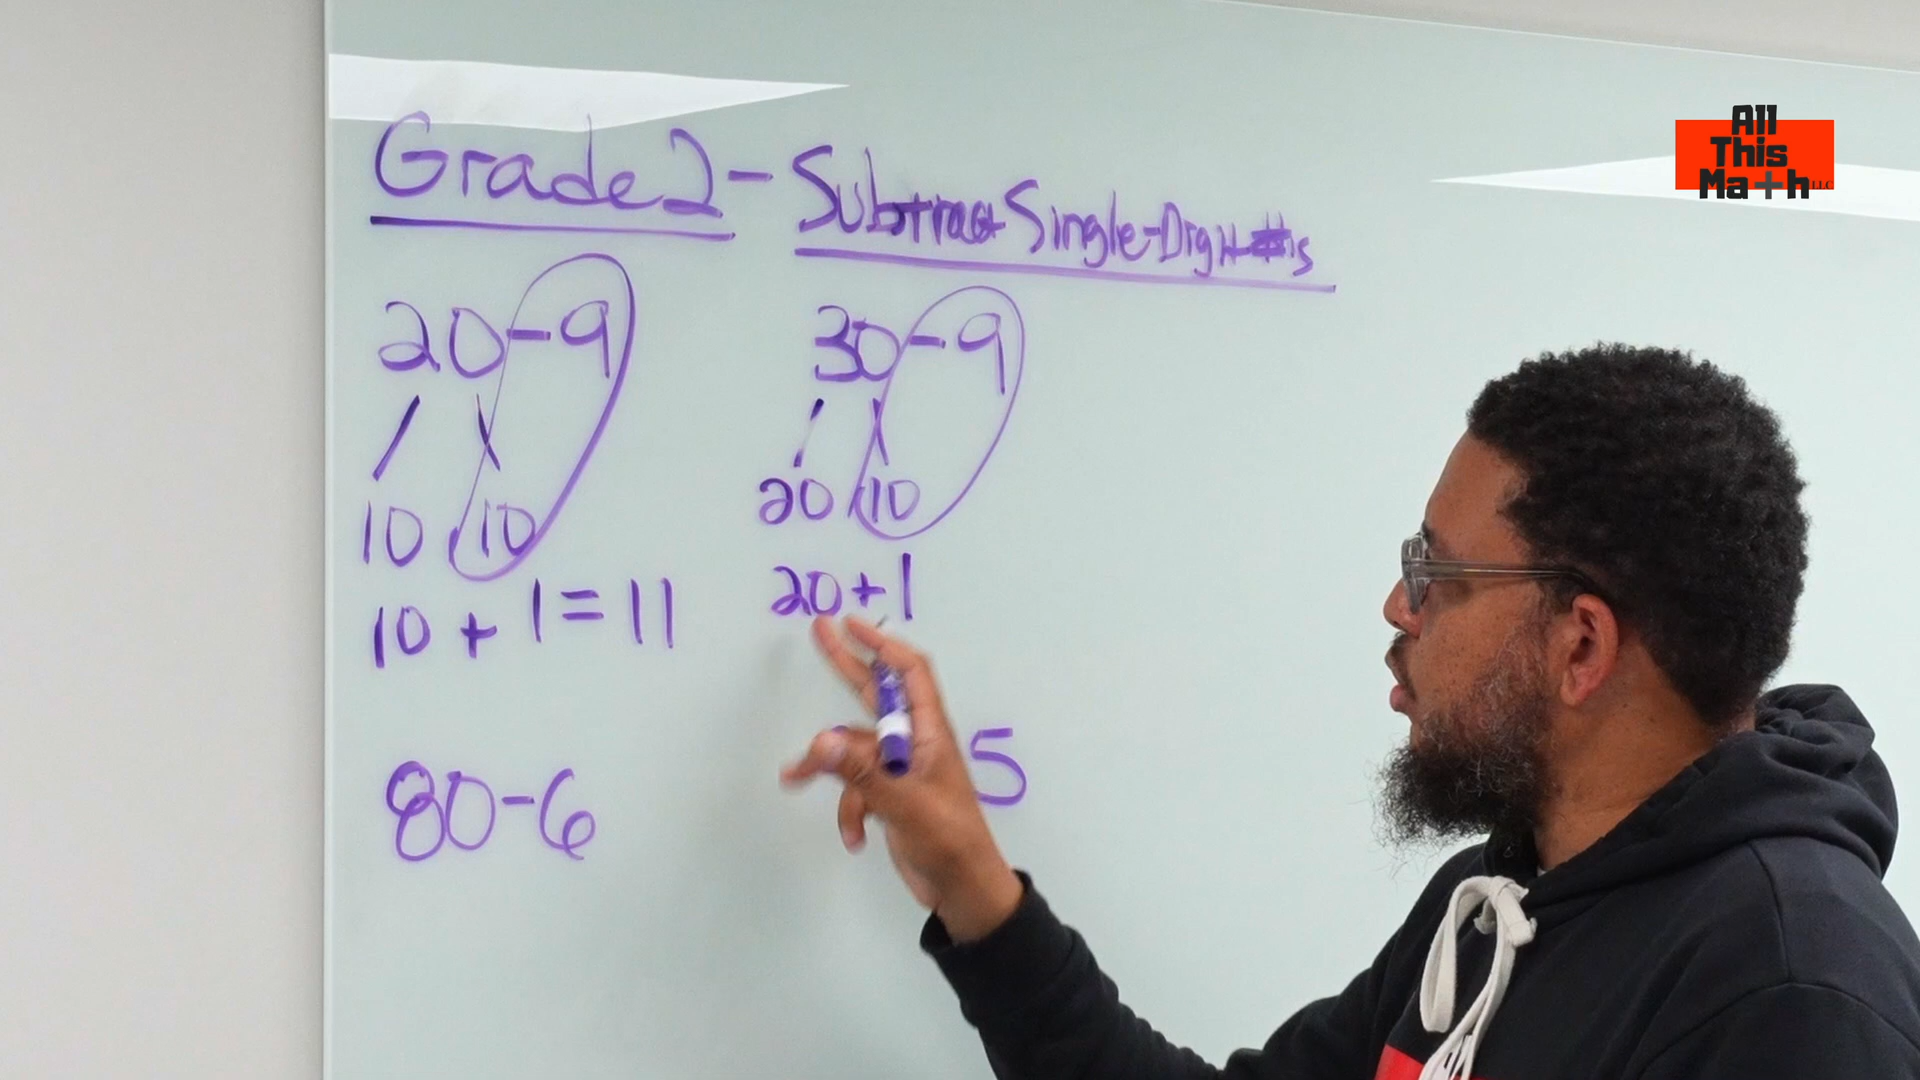 All
This
Math LLC
Grade 2 - Subtract Single-Digit #'s
20 - 9
10 10
10 + 1 = 11
30 - 9
20 10
20 + 1
80 - 6
5